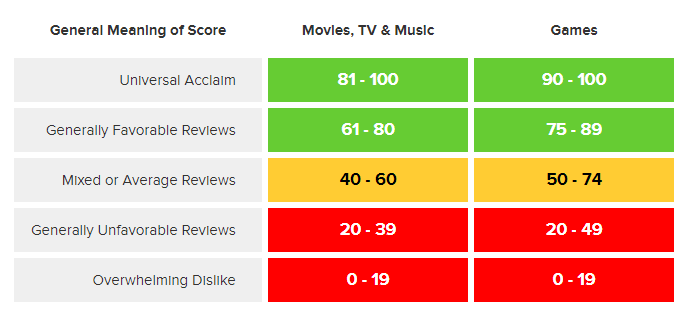 General Meaning of Score Movies, TV & Music Games
Universal Acclaim 81 - 100 90 - 100
Generally Favorable Reviews 61 - 80 75 - 89
Mixed or Average Reviews 40 - 60 50 - 74
Generally Unfavorable Reviews 20 - 39 20 - 49
Overwhelming Dislike 0 - 19 0 - 19